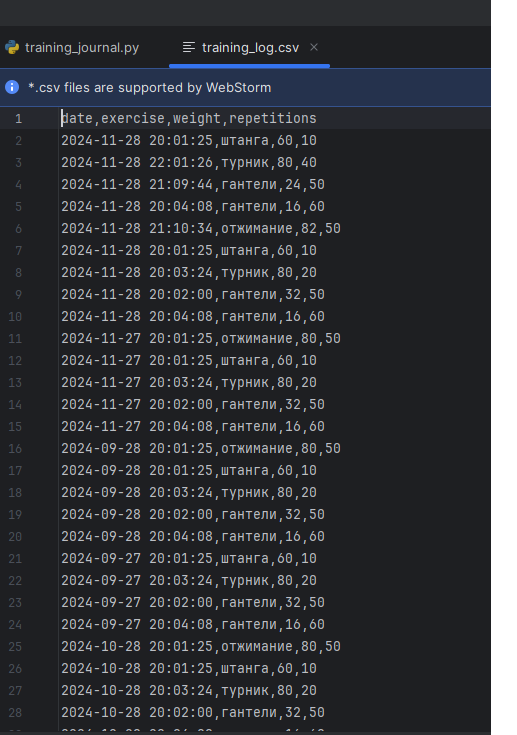 training_journal.py training_log.csv
*.csv files are supported by WebStorm
1 date,exercise,weight,repetitions
2 2024-11-28 20:01:25,штанга,60,10
3 2024-11-28 22:01:26,турник,80,40
4 2024-11-28 21:09:44,гантели,24,50
5 2024-11-28 20:04:08,гантели,16,60
6 2024-11-28 21:10:34,отжимание,82,50
7 2024-11-28 20:01:25,штанга,60,10
8 2024-11-28 20:03:24,турник,80,20
9 2024-11-28 20:02:00,гантели,32,50
10 2024-11-28 20:04:08,гантели,16,60
11 2024-11-27 20:01:25,отжимание,80,50
12 2024-11-27 20:01:25,штанга,60,10
13 2024-11-27 20:03:24,турник,80,20
14 2024-11-27 20:02:00,гантели,32,50
15 2024-11-27 20:04:08,гантели,16,60
16 2024-09-28 20:01:25,отжимание,80,50
17 2024-09-28 20:01:25,штанга,60,10
18 2024-09-28 20:03:24,турник,80,20
19 2024-09-28 20:02:00,гантели,32,50
20 2024-09-28 20:04:08,гантели,16,60
21 2024-09-27 20:01:25,штанга,60,10
22 2024-09-27 20:03:24,турник,80,20
23 2024-09-27 20:02:00,гантели,32,50
24 2024-09-27 20:04:08,гантели,16,60
25 2024-10-28 20:01:25,отжимание,80,50
26 2024-10-28 20:01:25,штанга,60,10
27 2024-10-28 20:03:24,турник,80,20
28 2024-10-28 20:02:00,гантели,32,50